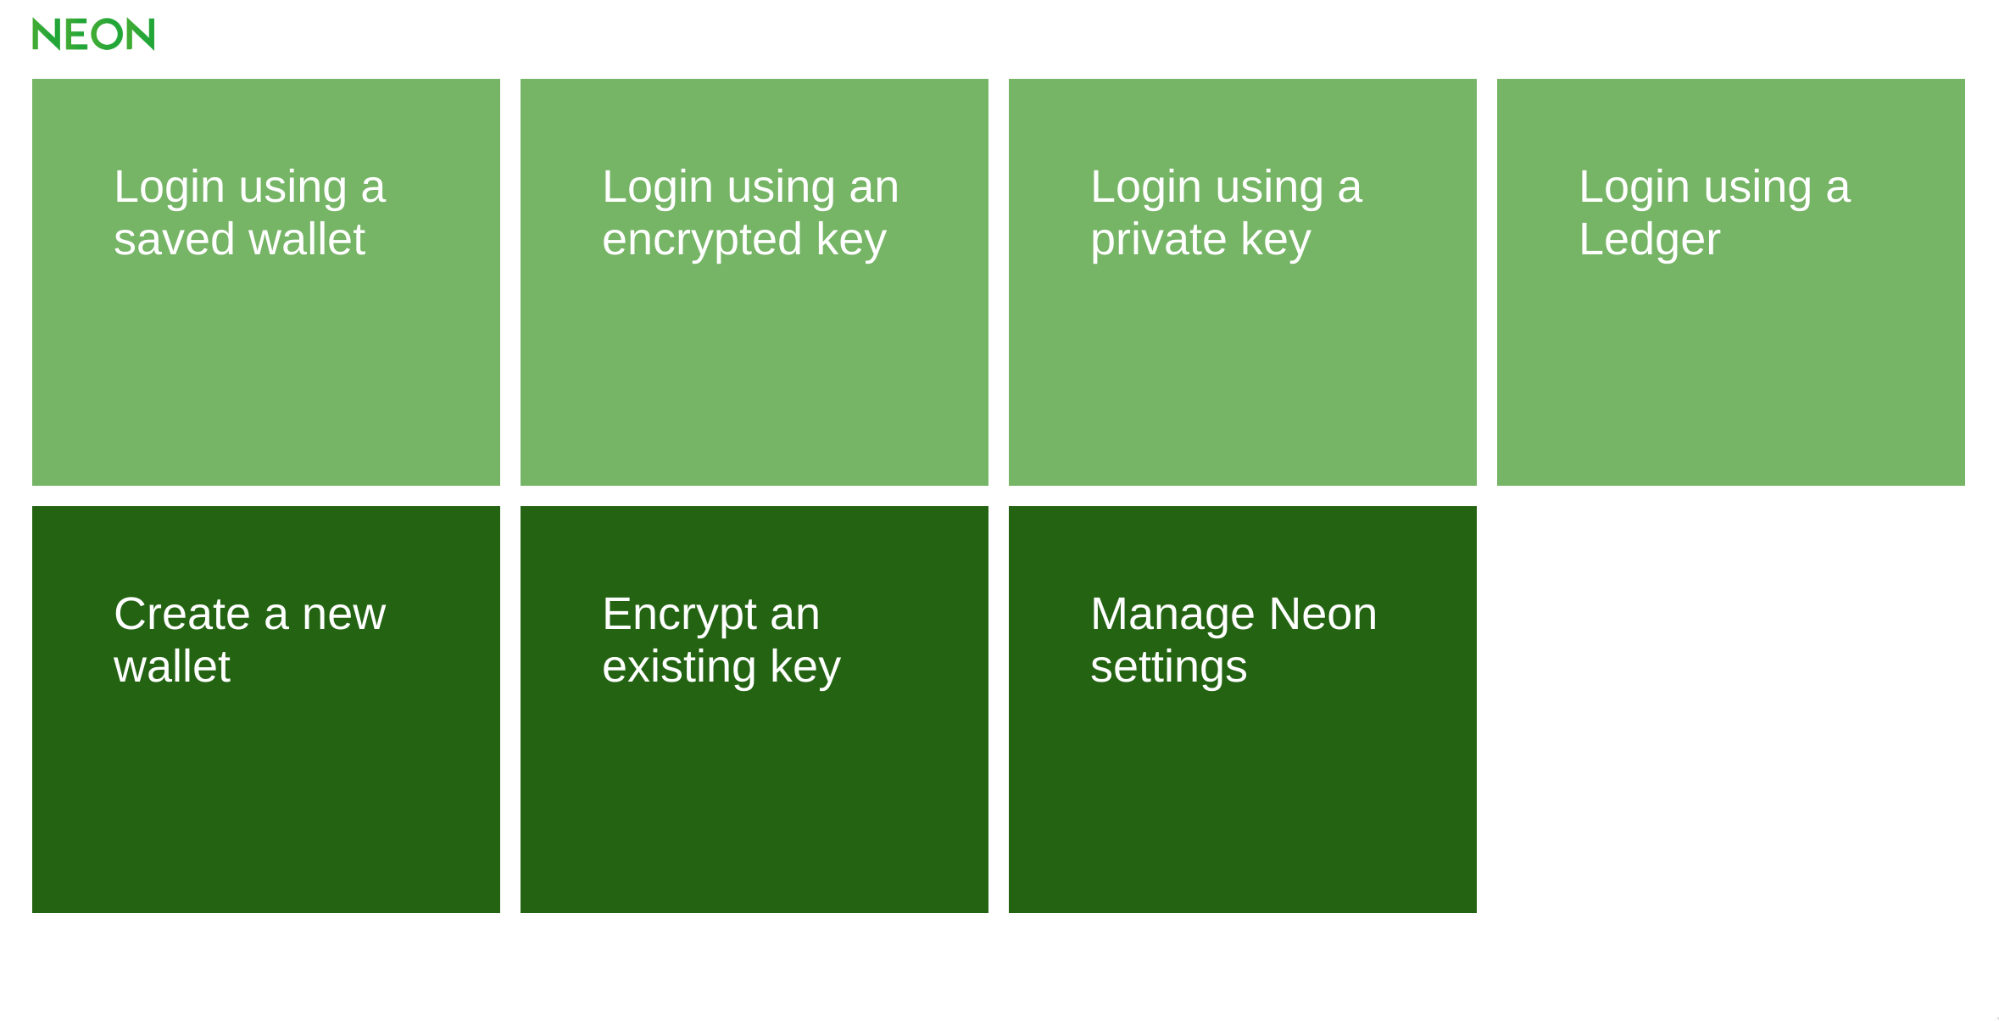 NEON
Login using a
saved wallet
Login using an
encrypted key
Login using a
private key
Login using a
Ledger
Create a new
wallet
Encrypt an
existing key
Manage Neon
settings